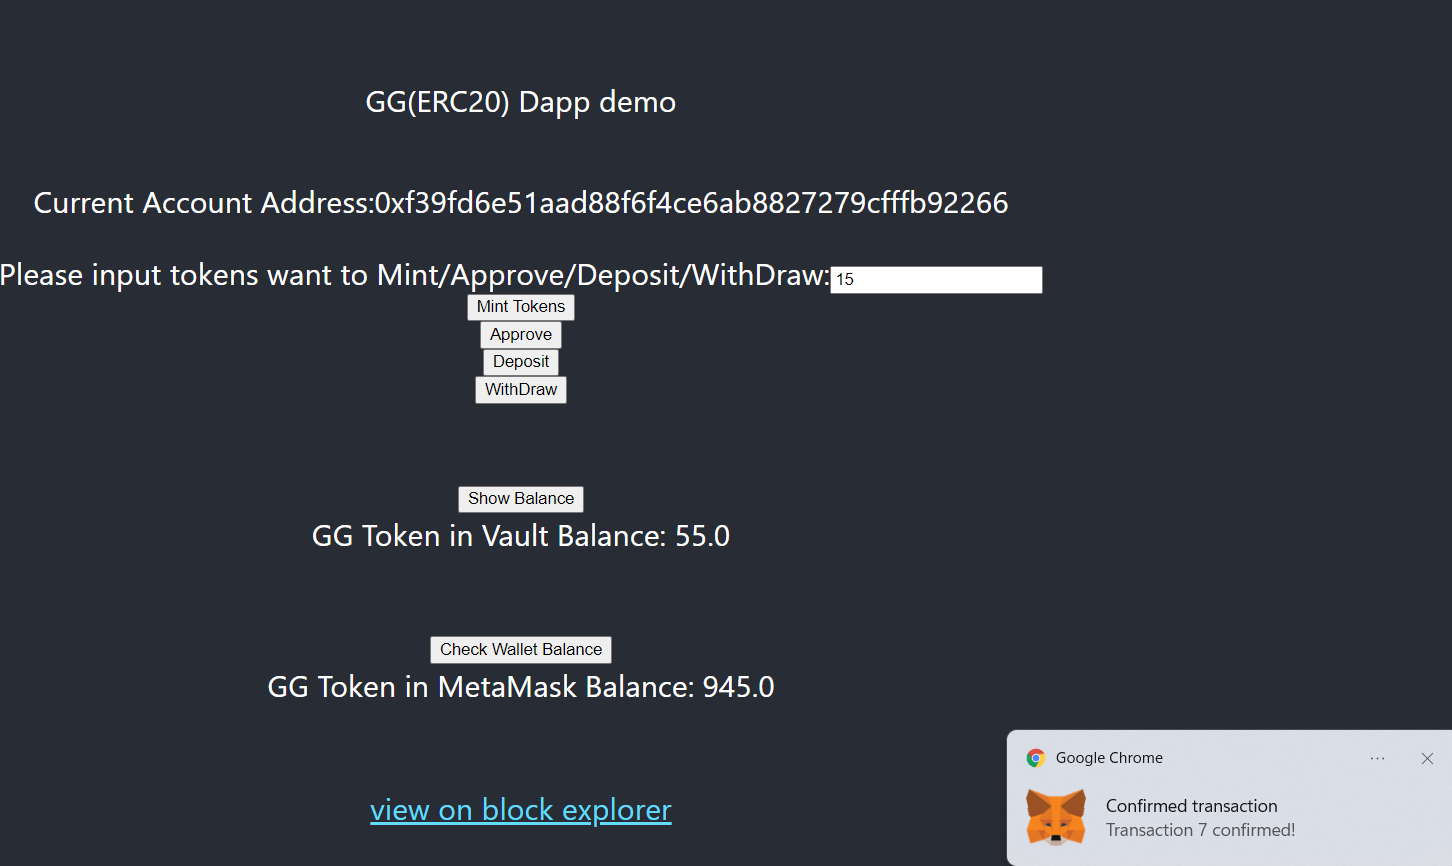 GG(ERC20) Dapp demo
Current Account Address:0xf39fd6e51aad88f6f4ce6ab8827279cfffb92266
Please input tokens want to Mint/Approve/Deposit/WithDraw:15
Mint Tokens
Approve
Deposit
WithDraw
Show Balance
GG Token in Vault Balance: 55.0
Check Wallet Balance
GG Token in MetaMask Balance: 945.0
view on block explorer
Google Chrome
Confirmed transaction
Transaction 7 confirmed!